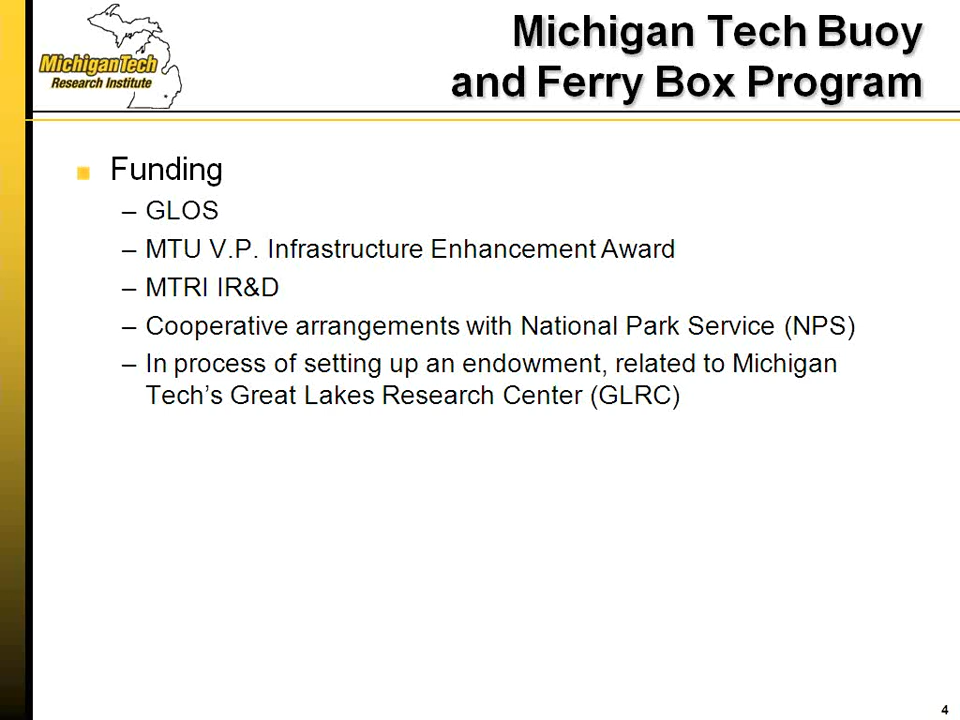 MichiganTech
Research Institute
Michigan Tech Buoy
and Ferry Box Program
Funding
– GLOS
– MTU V.P. Infrastructure Enhancement Award
– MTRI IR&D
– Cooperative arrangements with National Park Service (NPS)
– In process of setting up an endowment, related to Michigan
Tech's Great Lakes Research Center (GLRC)
4